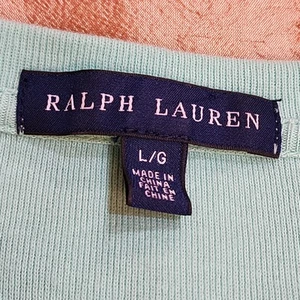 RALPH LAUREN
L/G
MADE IN
CHINA
FAIT EN
CHINE